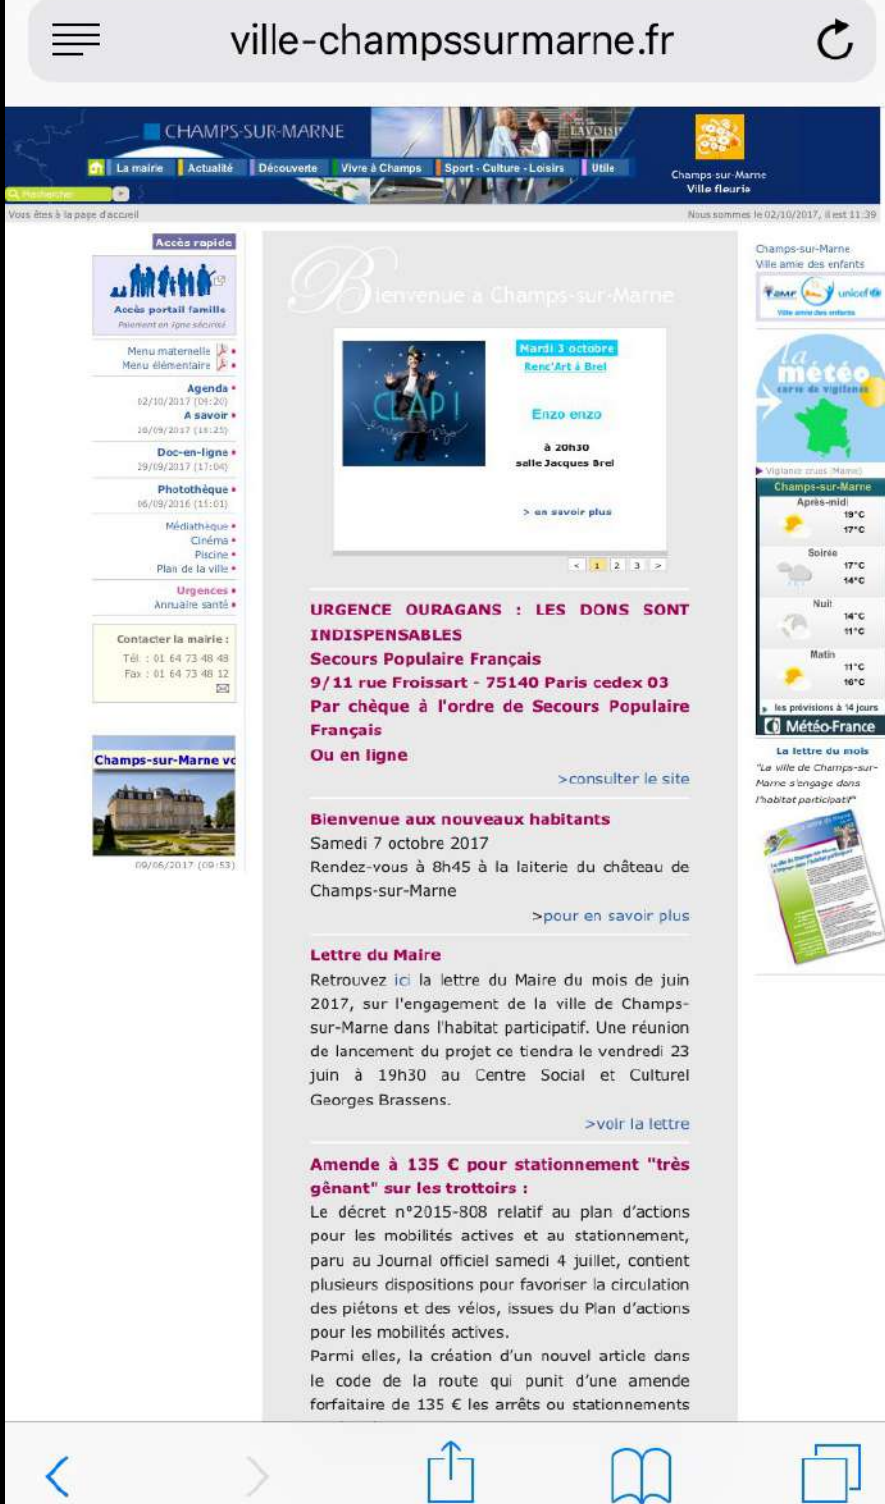 ville-champssurmarne.fr
CHAMPS-SUR-MARNE
LAVOISI
La mairie Actualité Découverte Vivre à Champs Sport - Culture - Loisirs Utile
Rechercher
Champs-sur-Marne
Ville fleurie
Vous êtes à la page d'accueil
Nous sommes le 02/10/2017, il est 11:39
Accès rapide
Accès portail famille
Paiement en ligne sécurisé
Menu maternelle
Menu élémentaire
Agenda
02/10/2017 (09:20)
A savoir
28/09/2017 (18:25)
Doc-en-ligne
29/09/2017 (17:04)
Photothèque
06/09/2016 (15:01)
Médiathèque
Cinéma
Piscine
Plan de la ville
Urgences
Annuaire santé
Contacter la mairie :
Tél. : 01 64 73 48 48
Fax : 01 64 73 48 12
Champs-sur-Marne vo
09/06/2017 (09:53)
Bienvenue à Champs-sur-Marne
CLAP!
enzo enzo
Mardi 3 octobre
Renc'Art à Brel
Enzo enzo
à 20h30
salle Jacques Brel
> en savoir plus
< 1 2 3 >
URGENCE OURAGANS : LES DONS SONT
INDISPENSABLES
Secours Populaire Français
9/11 rue Froissart - 75140 Paris cedex 03
Par chèque à l'ordre de Secours Populaire
Français
Ou en ligne
>consulter le site
Bienvenue aux nouveaux habitants
Samedi 7 octobre 2017
Rendez-vous à 8h45 à la laiterie du château de
Champs-sur-Marne
>pour en savoir plus
Lettre du Maire
Retrouvez ici la lettre du Maire du mois de juin
2017, sur l'engagement de la ville de Champs-
sur-Marne dans l'habitat participatif. Une réunion
de lancement du projet ce tiendra le vendredi 23
juin à 19h30 au Centre Social et Culturel
Georges Brassens.
>voir la lettre
Amende à 135 € pour stationnement "très
gênant" sur les trottoirs :
Le décret n°2015-808 relatif au plan d'actions
pour les mobilités actives et au stationnement,
paru au Journal officiel samedi 4 juillet, contient
plusieurs dispositions pour favoriser la circulation
des piétons et des vélos, issues du Plan d'actions
pour les mobilités actives.
Parmi elles, la création d'un nouvel article dans
le code de la route qui punit d'une amende
forfaitaire de 135 € les arrêts ou stationnements
Champs-sur-Marne
Ville amie des enfants
unicef
Ville amie des enfants
la
météo
carte de vigilance
Vigilance crues (Marne)
Champs-sur-Marne
Après-midi
19°C
17°C
Soirée
17°C
14°C
Nuit
14°C
11°C
Matin
11°C
16°C
les prévisions à 14 jours
Météo-France
La lettre du mois
"La ville de Champs-sur-
Marne s'engage dans
l'habitat participatif"